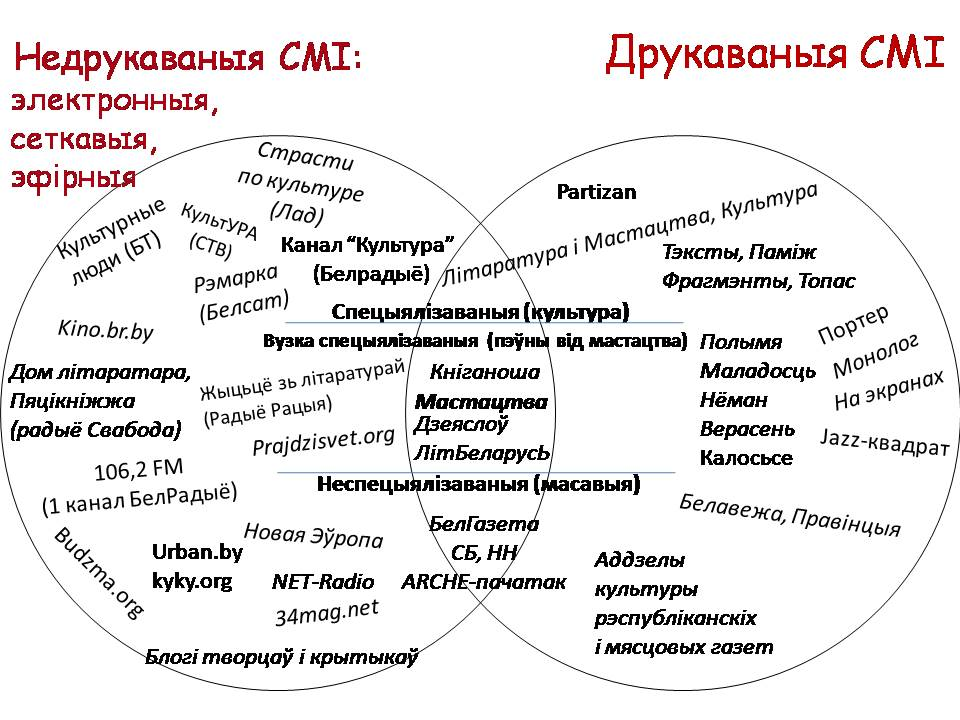 Недрукаваныя СМІ:
электронныя,
сеткавыя,
эфірныя
Друкаваныя СМІ
Страсти
по культуре
(Лад)
Культурные
люди (БТ)
КультУРА
(СТВ)
Канал “Культура”
(Белрадыё)
Рэмарка
(Белсат)
Partizan
Літаратура і Мастацтва, Культура
Тэксты, Паміж
Фрагмэнты, Топас
Спецыялізаваныя (культура)
Вузка спецыялізаваныя (пэўны від мастацтва)
Kino.br.by
Дом літаратара,
Пяцікніжжа
(радыё Свабода)
Жыцьцё зь літаратурай
(Радыё Рацыя)
Prajdzisvet.org
106,2 FM
(1 канал БелРадыё)
Кніганоша
Мастацтва
Дзеяслоў
ЛітБеларусЬ
Полымя
Маладосць
Нёман
Верасень
Калосьсе
Портер
Монолог
На экранах
Jazz-квадрат
Неспецыялізаваныя (масавыя)
Белавежа, Правінцыя
Budzma.org
Новая Эўропа
Urban.by
kyky.org
NET-Radio
34mag.net
БелГазета
СБ, НН
ARCHE-пачатак
Аддзелы
культуры
рэспубліканскіх
і мясцовых газет
Блогі творцаў і крытыкаў